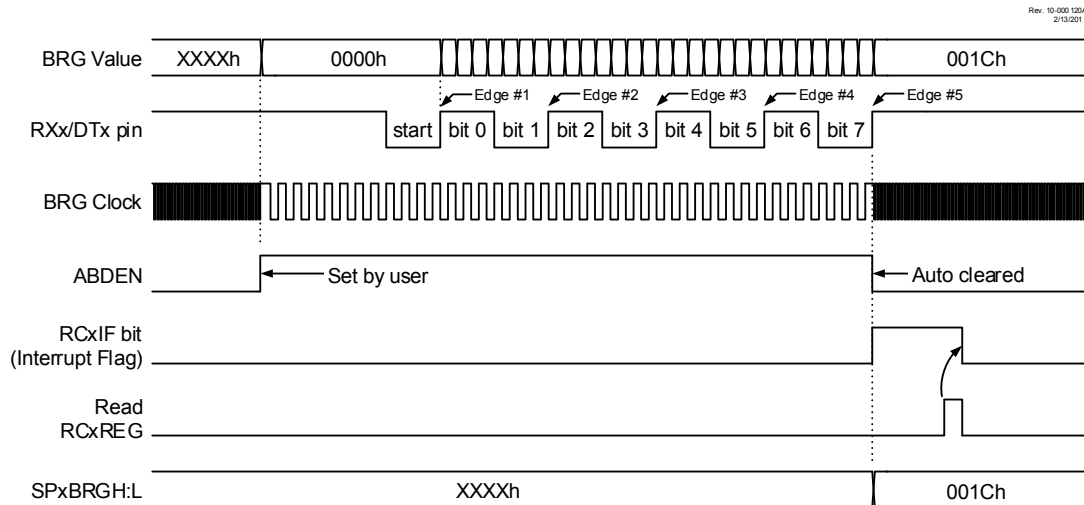 Rev. 10-000 120A
2/13/201
BRG Value XXXXh 0000h 001Ch
Edge #1 Edge #2 Edge #3 Edge #4 Edge #5
RXx/DTx pin start bit 0 bit 1 bit 2 bit 3 bit 4 bit 5 bit 6 bit 7
BRG Clock
ABDEN Set by user Auto cleared
RCxIF bit
(Interrupt Flag)
Read
RCxREG
SPxBRGH:L XXXXh 001Ch